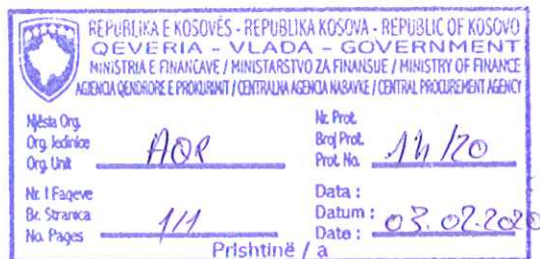 REPUBLIKA E KOSOVËS - REPUBLIKA KOSOVA - REPUBLIC OF KOSOVO
QEVERIA - VLADA - GOVERNMENT
MINISTRIA E FINANCAVE / MINISTARSTVO ZA FINANSIJE / MINISTRY OF FINANCE
AGJENCIA QENDRORE E PROKURIMIT / CENTRALNA AGENCIJA NABAVKE / CENTRAL PROCUREMENT AGENCY
Njësia Org.
Org. Jedinice
Org. Unit
AQP
Nr. Prot.
Broj Prot.
Prot. No.
14/20
Nr. I Faqeve
Br. Stranica
No. Pages
1/1
Data :
Datum :
Date :
03.02.2020
Prishtinë / a